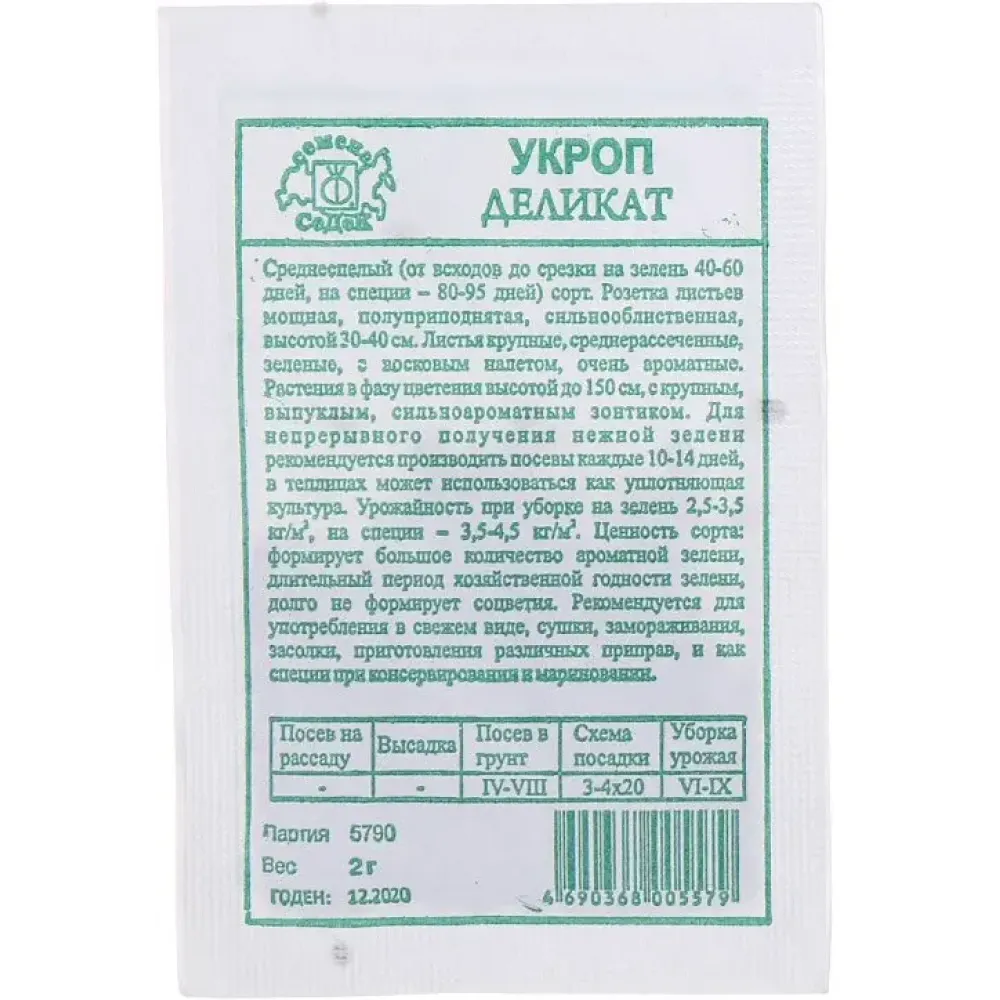 семена
СеДеК
УКРОП
ДЕЛИКАТ
Среднеспелый (от всходов до срезки на зелень 40-60
дней, на специи – 80-95 дней) сорт. Розетка листьев
мощная, полуприподнятая, сильнооблиственная,
высотой 30-40 см. Листья крупные, среднерассеченные,
зеленые, с восковым налетом, очень ароматные.
Растения в фазу цветения высотой до 150 см, с крупным,
выпуклым, сильноароматным зонтиком. Для
непрерывного получения нежной зелени
рекомендуется производить посевы каждые 10-14 дней,
в теплицах может использоваться как уплотняющая
культура. Урожайность при уборке на зелень 2,5-3,5
кг/м², на специи – 3,5-4,5 кг/м². Ценность сорта:
формирует большое количество ароматной зелени,
длительный период хозяйственной годности зелени,
долго не формирует соцветия. Рекомендуется для
употребления в свежем виде, сушки, замораживания,
засолки, приготовления различных приправ, и как
специи при консервировании и мариновании.
Посев на рассаду Высадка Посев в грунт Схема посадки Уборка урожая
- - IV-VIII 3-4х20 VI-IX
Партия 5790
Вес 2 г
ГОДЕН: 12.2020
4 690368 005579